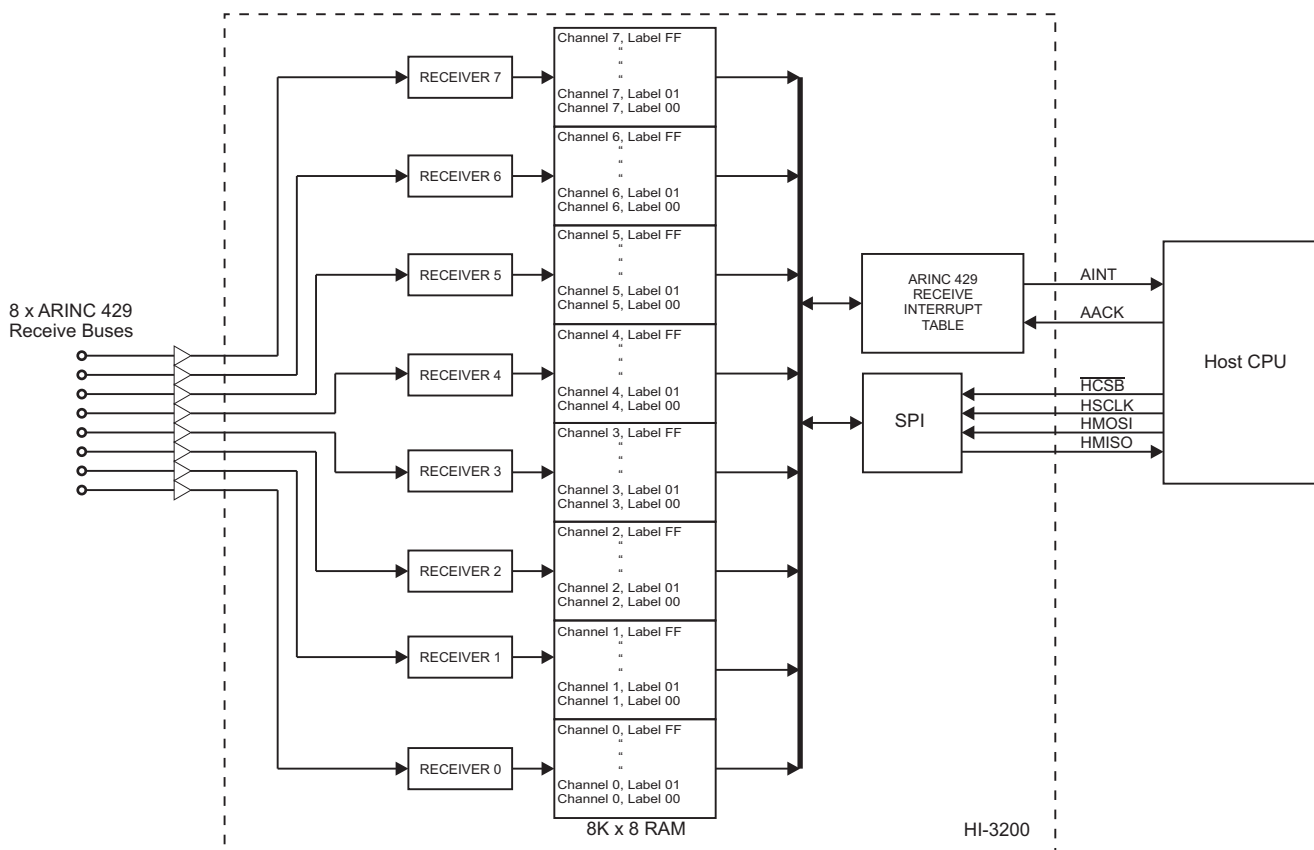 8 x ARINC 429
Receive Buses
RECEIVER 7
RECEIVER 6
RECEIVER 5
RECEIVER 4
RECEIVER 3
RECEIVER 2
RECEIVER 1
RECEIVER 0
Channel 7, Label FF
“
“
“
Channel 7, Label 01
Channel 7, Label 00
Channel 6, Label FF
“
“
“
Channel 6, Label 01
Channel 6, Label 00
Channel 5, Label FF
“
“
“
Channel 5, Label 01
Channel 5, Label 00
Channel 4, Label FF
“
“
“
Channel 4, Label 01
Channel 4, Label 00
Channel 3, Label FF
“
“
“
Channel 3, Label 01
Channel 3, Label 00
Channel 2, Label FF
“
“
“
Channel 2, Label 01
Channel 2, Label 00
Channel 1, Label FF
“
“
“
Channel 1, Label 01
Channel 1, Label 00
Channel 0, Label FF
“
“
“
Channel 0, Label 01
Channel 0, Label 00
8K x 8 RAM
ARINC 429
RECEIVE
INTERRUPT
TABLE
SPI
AINT
AACK
HCSB
HSCLK
HMOSI
HMISO
Host CPU
HI-3200